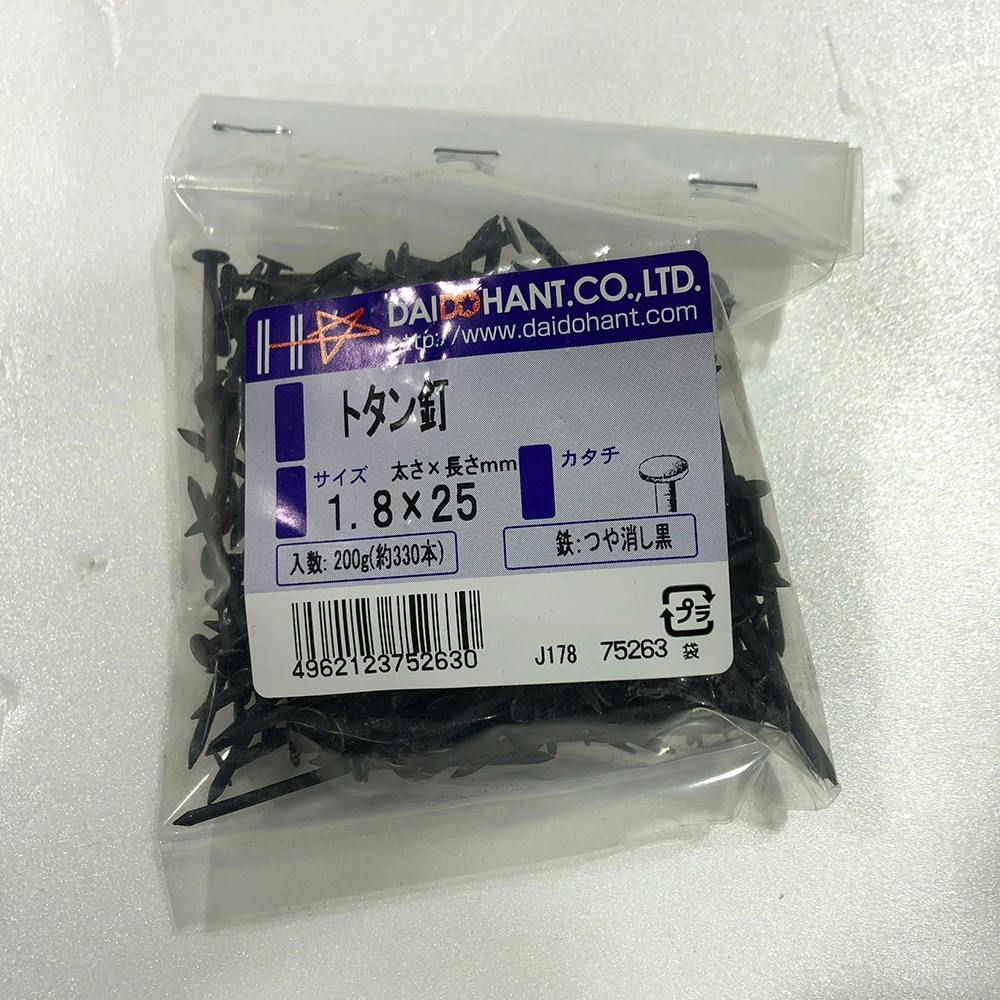 DAIDOHANT.CO.,LTD.
http://www.daidohant.com
トタン釘
サイズ 太さ×長さmm
1.8×25
カタチ
入数: 200g(約330本)
鉄:つや消し黒
プラ
4962123752630
J178 75263 袋